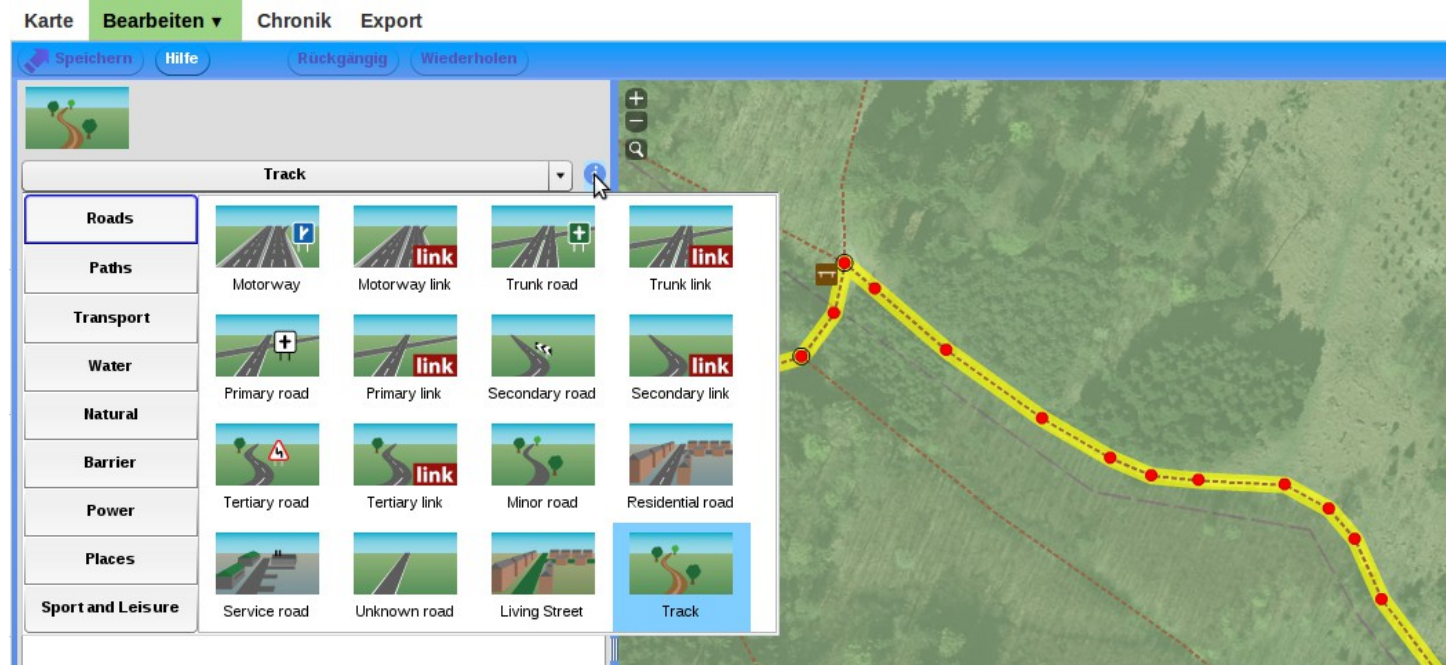 Karte Bearbeiten ▾ Chronik Export
Speichern Hilfe Rückgängig Wiederholen
Track
Roads
Paths
Transport
Water
Natural
Barrier
Power
Places
Sport and Leisure
Motorway Motorway link Trunk road Trunk link
link link
Primary road Primary link Secondary road Secondary link
link link
Tertiary road Tertiary link Minor road Residential road
link
Service road Unknown road Living Street Track